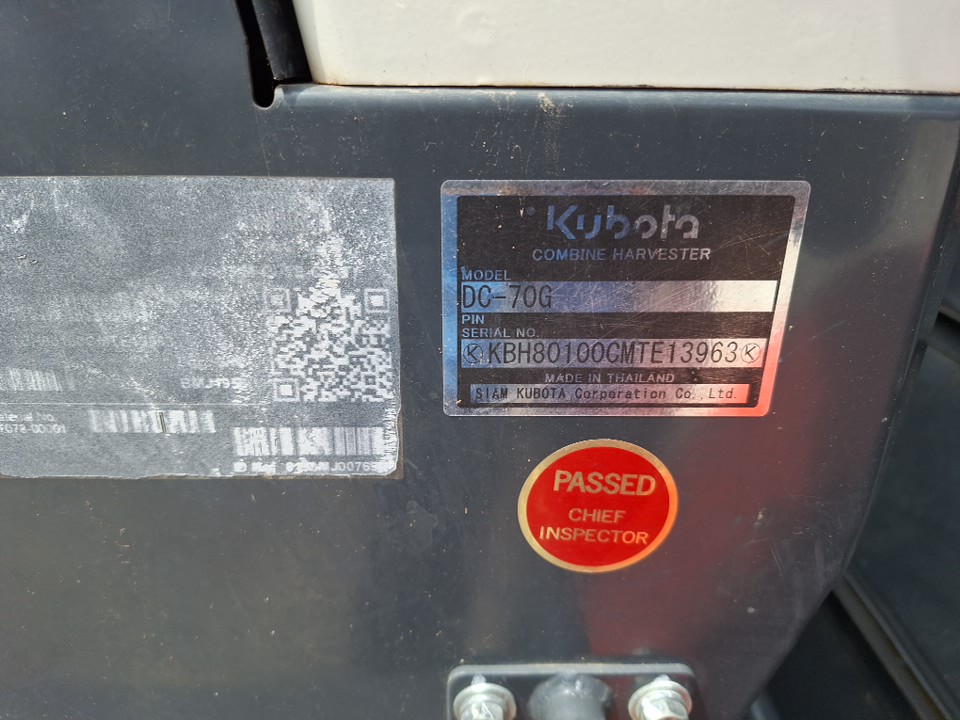 Kubota
COMBINE HARVESTER
MODEL
DC-70G
PIN
SERIAL NO.
KBH80100CMTE13963
MADE IN THAILAND
SIAM KUBOTA Corporation Co.,Ltd.
PASSED
CHIEF
INSPECTOR